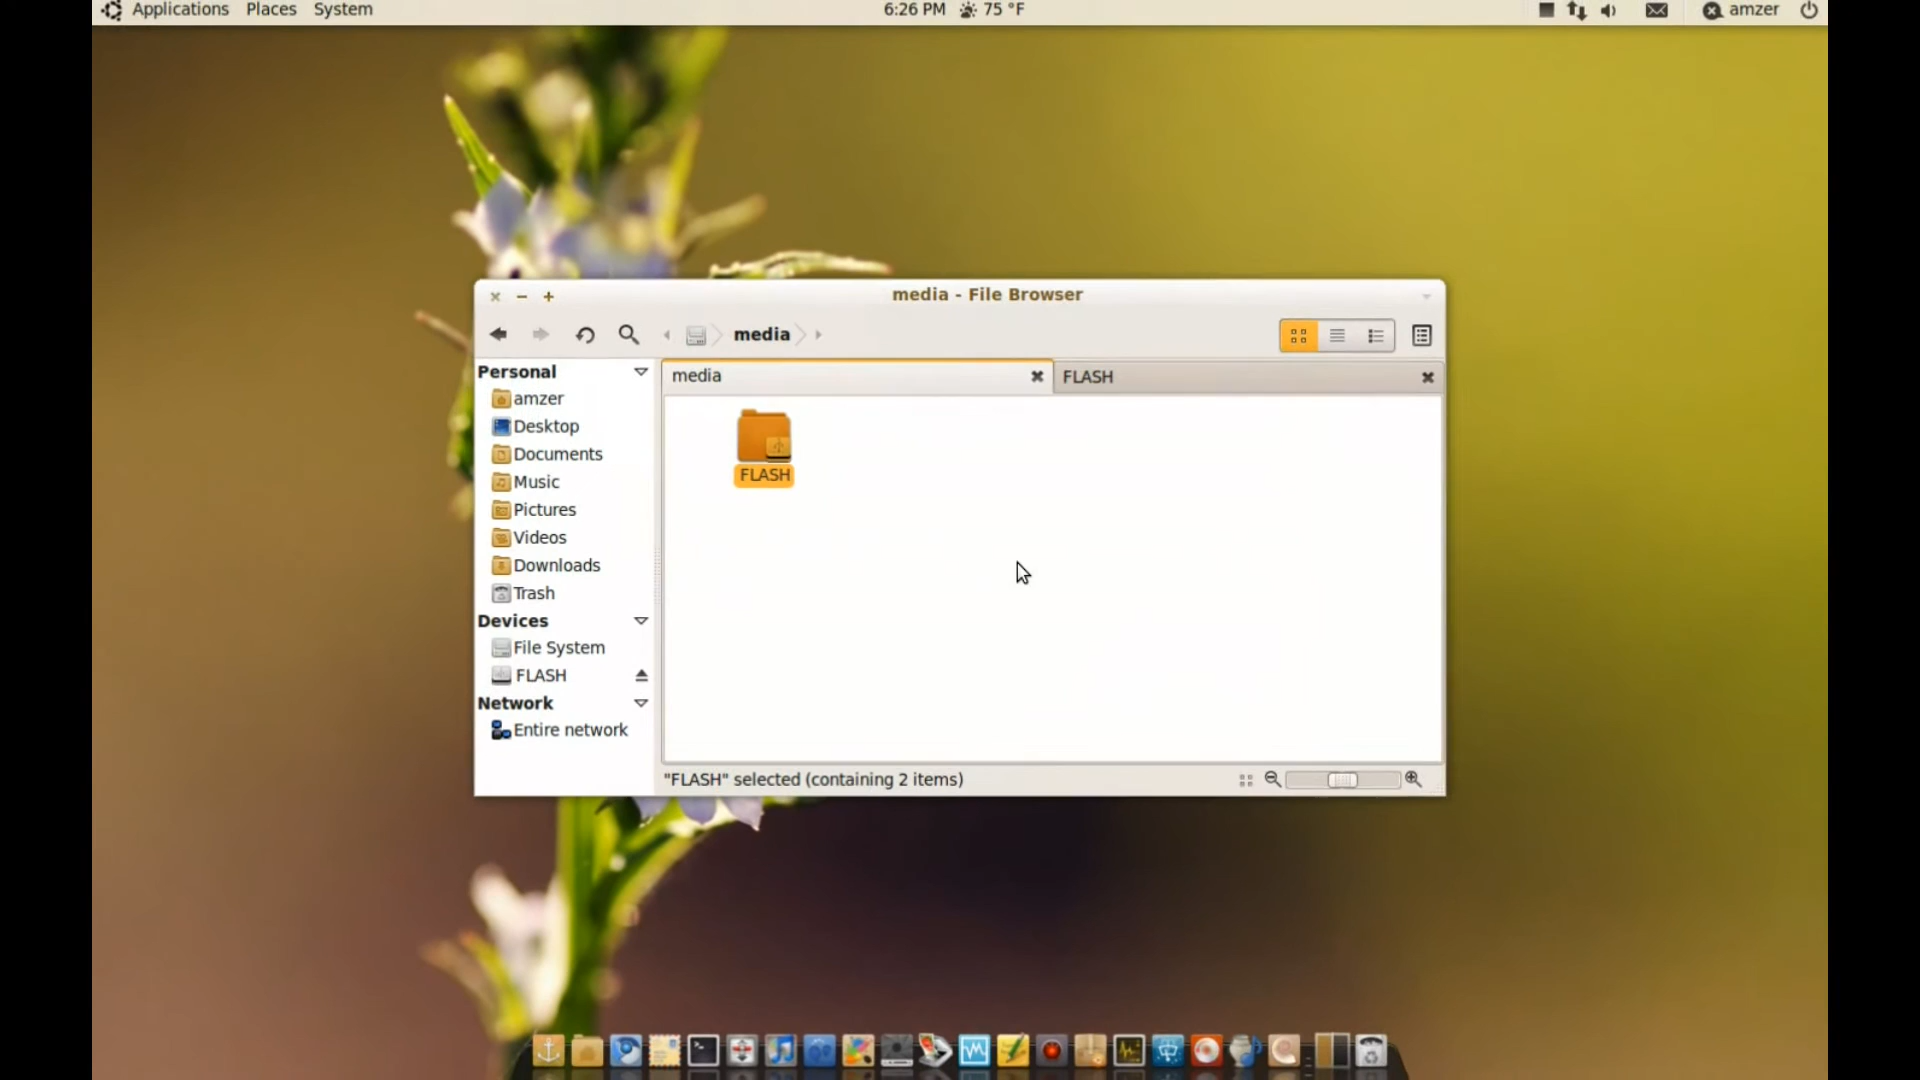 Applications Places System 6:26 PM 75 °F amzer
media - File Browser
media
media FLASH
Personal
amzer
Desktop
Documents
Music
Pictures
Videos
Downloads
Trash
Devices
File System
FLASH
Network
Entire network
FLASH
"FLASH" selected (containing 2 items)